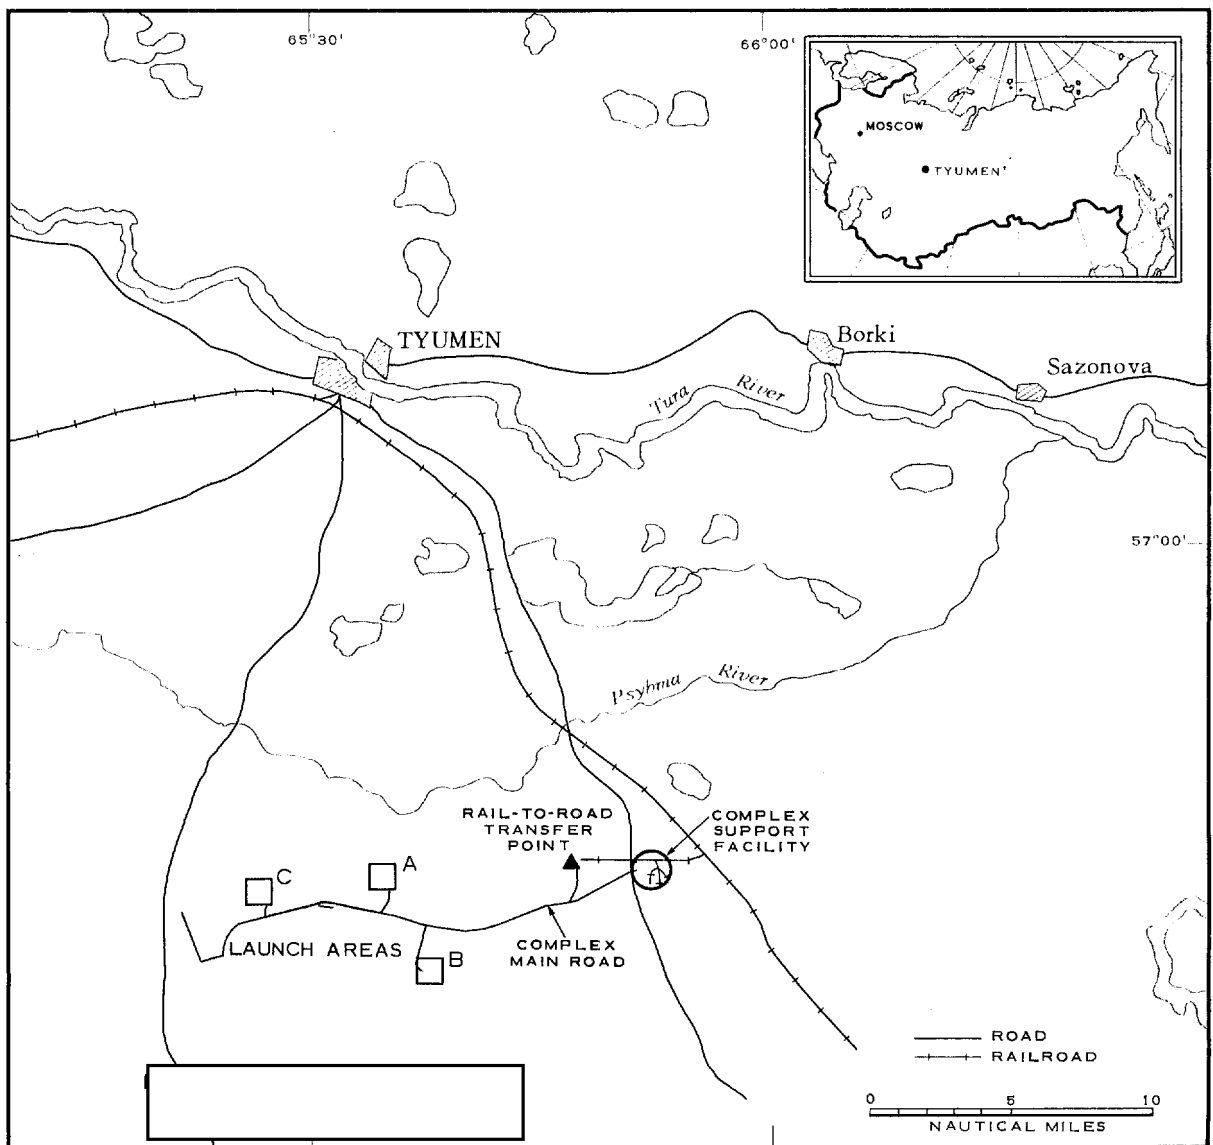 65°30'
66°00'
MOSCOW
TYUMEN'
TYUMEN
Borki
Sazonova
Tura River
57°00'
Psyhma River
RAIL-TO-ROAD
TRANSFER
POINT
COMPLEX
SUPPORT
FACILITY
A
C
B
LAUNCH AREAS
COMPLEX
MAIN ROAD
ROAD
RAILROAD
0 5 10
NAUTICAL MILES